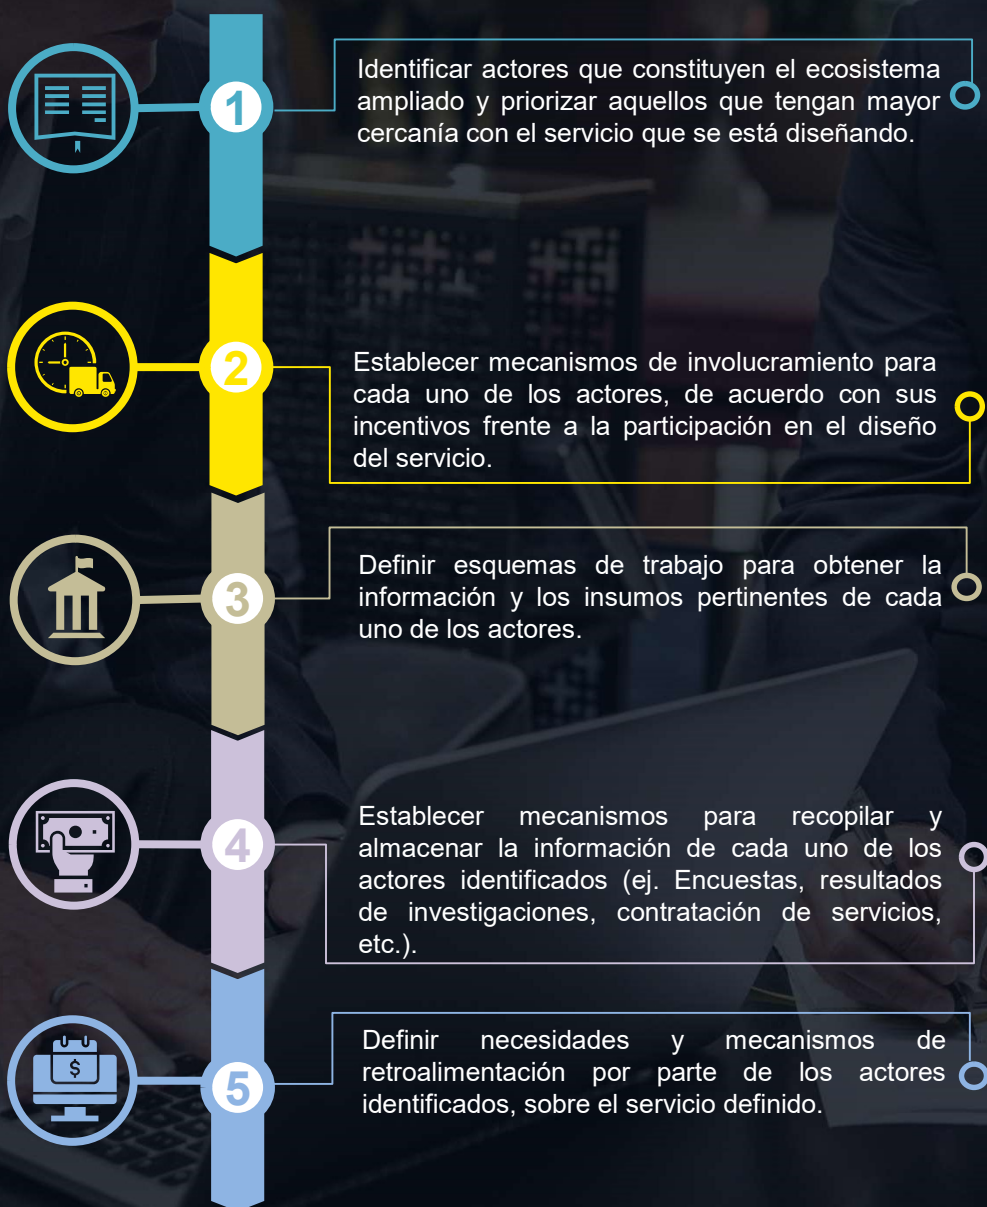 1
Identificar actores que constituyen el ecosistema
ampliado y priorizar aquellos que tengan mayor
cercanía con el servicio que se está diseñando.
2
Establecer mecanismos de involucramiento para
cada uno de los actores, de acuerdo con sus
incentivos frente a la participación en el diseño
del servicio.
3
Definir esquemas de trabajo para obtener la
información y los insumos pertinentes de cada
uno de los actores.
4
Establecer mecanismos para recopilar y
almacenar la información de cada uno de los
actores identificados (ej. Encuestas, resultados
de investigaciones, contratación de servicios,
etc.).
$
5
Definir necesidades y mecanismos de
retroalimentación por parte de los actores
identificados, sobre el servicio definido.